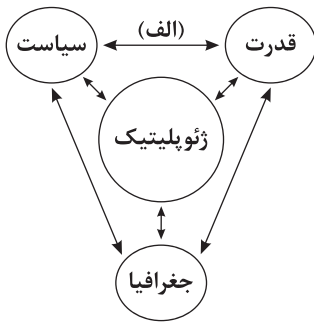 سیاست
(الف)
قدرت
ژئوپلیتیک
جغرافیا